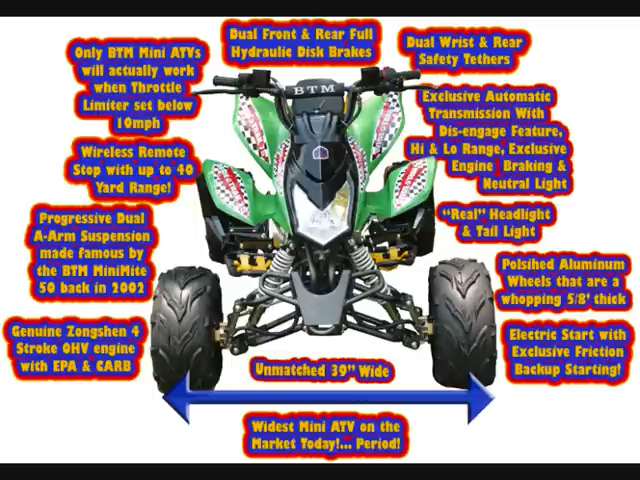 Only BTM Mini ATVs
will actually work
when Throttle
Limiter set below
10mph
Dual Front & Rear Full
Hydraulic Disk Brakes
Dual Wrist & Rear
Safety Tethers
BTM
Wireless Remote
Stop with up to 40
Yard Range!
Exclusive Automatic
Transmission With
Dis-engage Feature,
Hi & Lo Range, Exclusive
Engine Braking &
Neutral Light
Progressive Dual
A-Arm Suspension
made famous by
the BTM MiniMite
50 back in 2002
"Real" Headlight
& Tail Light
Polsihed Aluminum
Wheels that are a
whopping 5/8' thick
Genuine Zongshen 4
Stroke OHV engine
with EPA & CARB
Electric Start with
Exclusive Friction
Backup Starting!
Unmatched 39" Wide
Widest Mini ATV on the
Market Today!... Period!